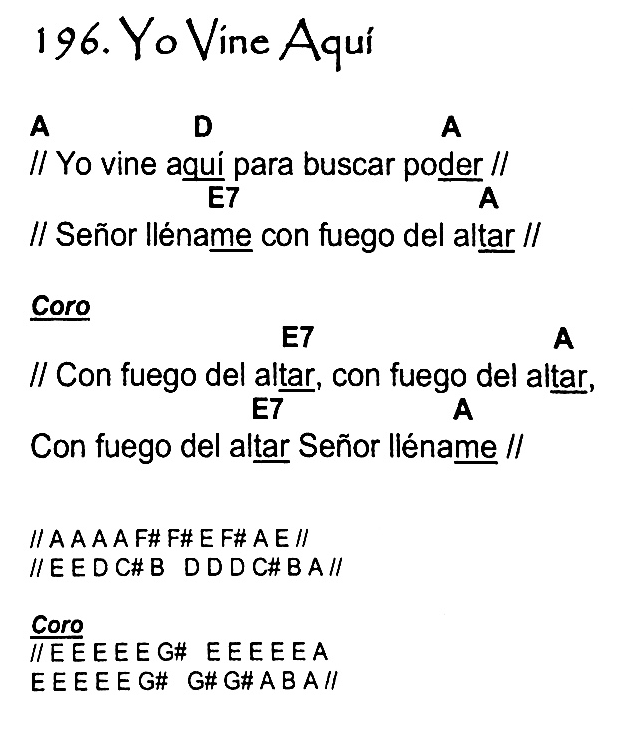 196. Yo Vine Aquí
A D A
// Yo vine aquí para buscar poder //
E7 A
// Señor lléname con fuego del altar //
Coro
E7 A
// Con fuego del altar, con fuego del altar,
E7 A
Con fuego del altar Señor lléname //
// A A A A F# F# E F# A E //
// E E D C# B D D D C# B A //
Coro
// E E E E E G# E E E E E A
E E E E E G# G# G# A B A //